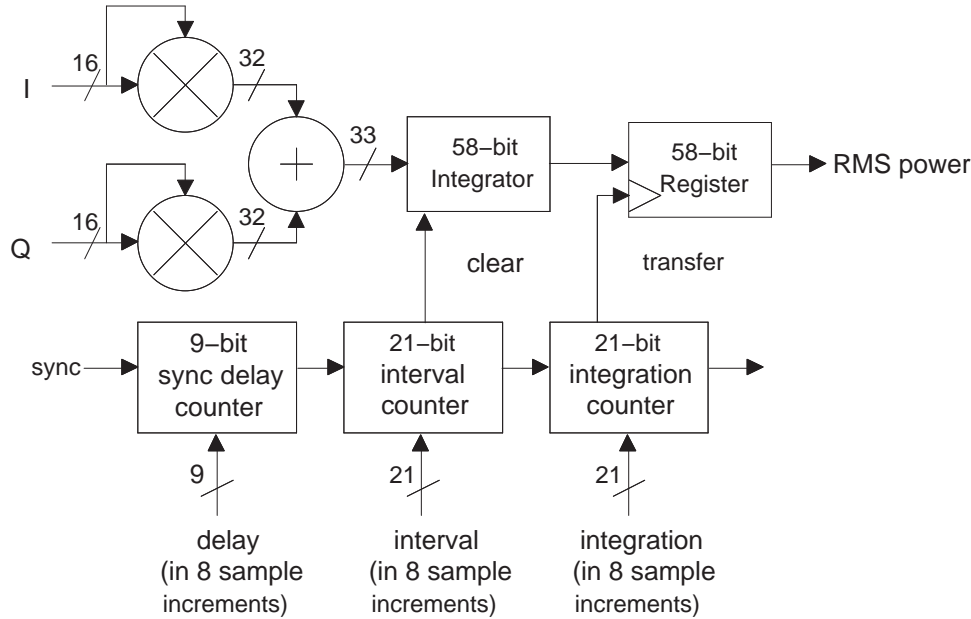 16
32
I
33
58−bit
Integrator
58−bit
Register
RMS power
16
32
Q
clear
transfer
sync
9−bit
sync delay
counter
21−bit
interval
counter
21−bit
integration
counter
9
21
21
delay
(in 8 sample
increments)
interval
(in 8 sample
increments)
integration
(in 8 sample
increments)